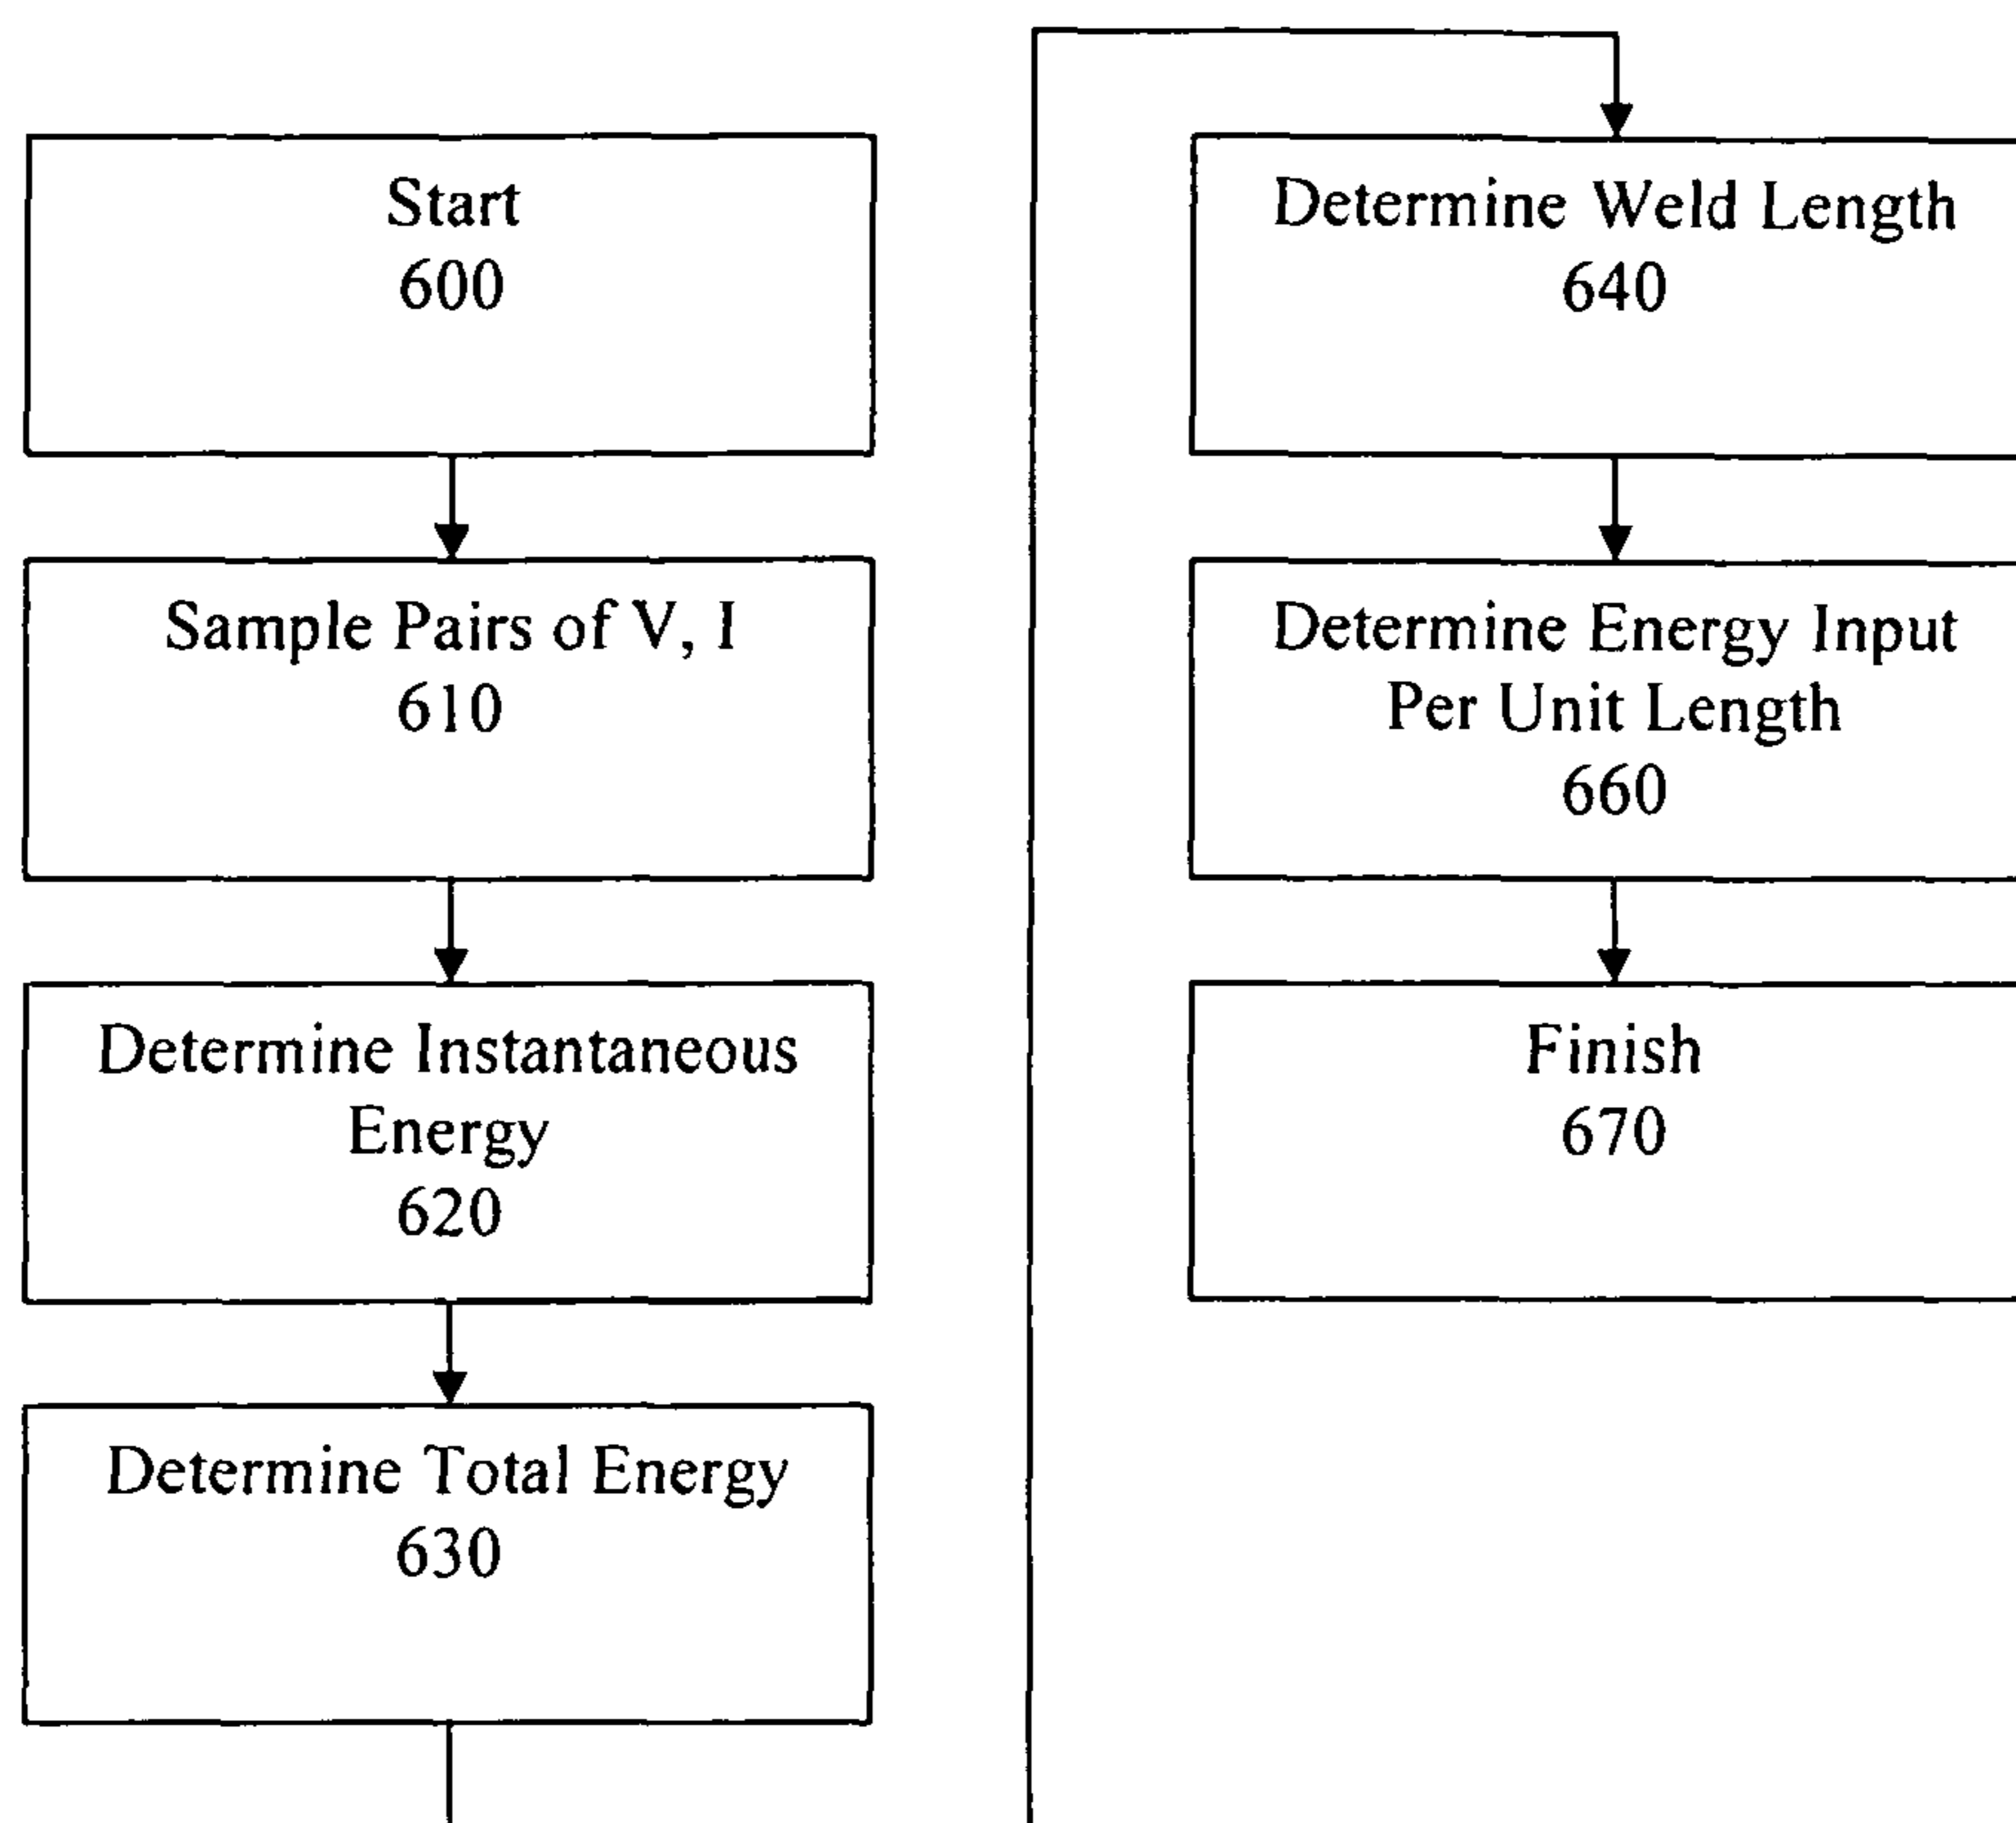 Start
600
Sample Pairs of V, I
610
Determine Instantaneous
Energy
620
Determine Total Energy
630
Determine Weld Length
640
Determine Energy Input
Per Unit Length
660
Finish
670